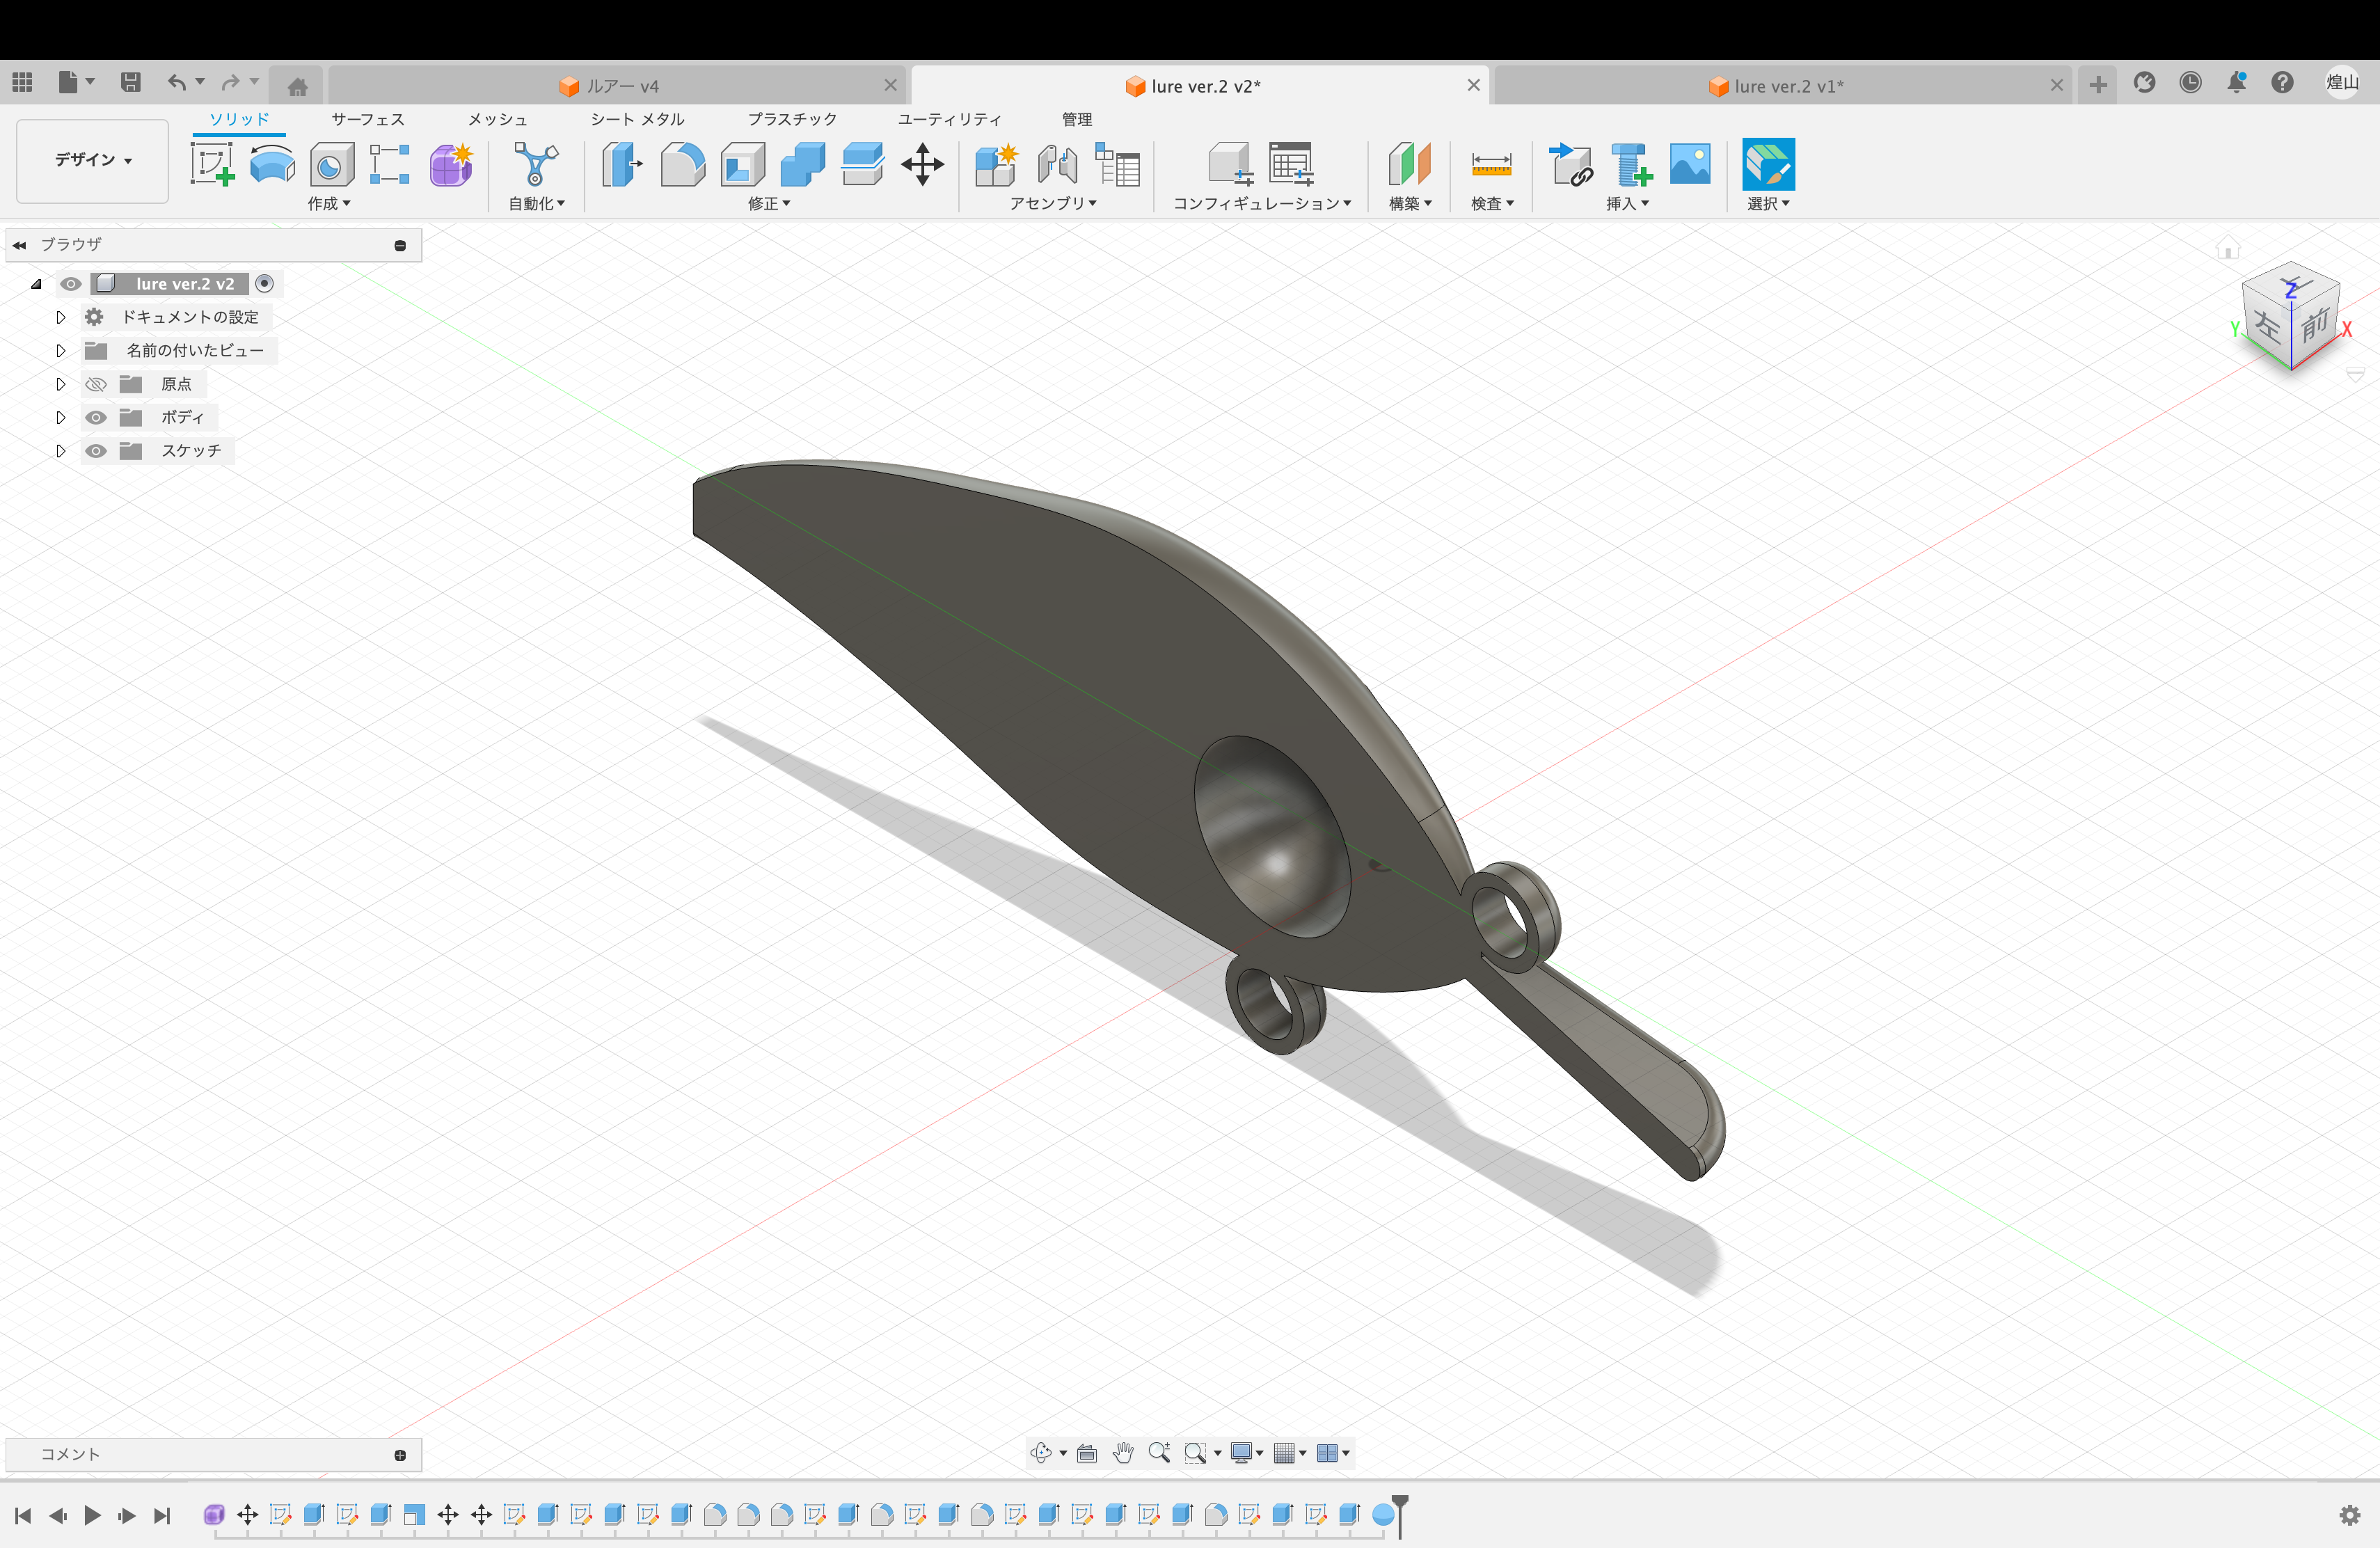 ルアー v4
lure ver.2 v2*
lure ver.2 v1*
煌山
デザイン
ソリッド
サーフェス
メッシュ
シート メタル
プラスチック
ユーティリティ
管理
作成
自動化
修正
アセンブリ
コンフィギュレーション
構築
検査
挿入
選択
ブラウザ
lure ver.2 v2
ドキュメントの設定
名前の付いたビュー
原点
ボディ
スケッチ
上
Z
左
前
Y
X
コメント